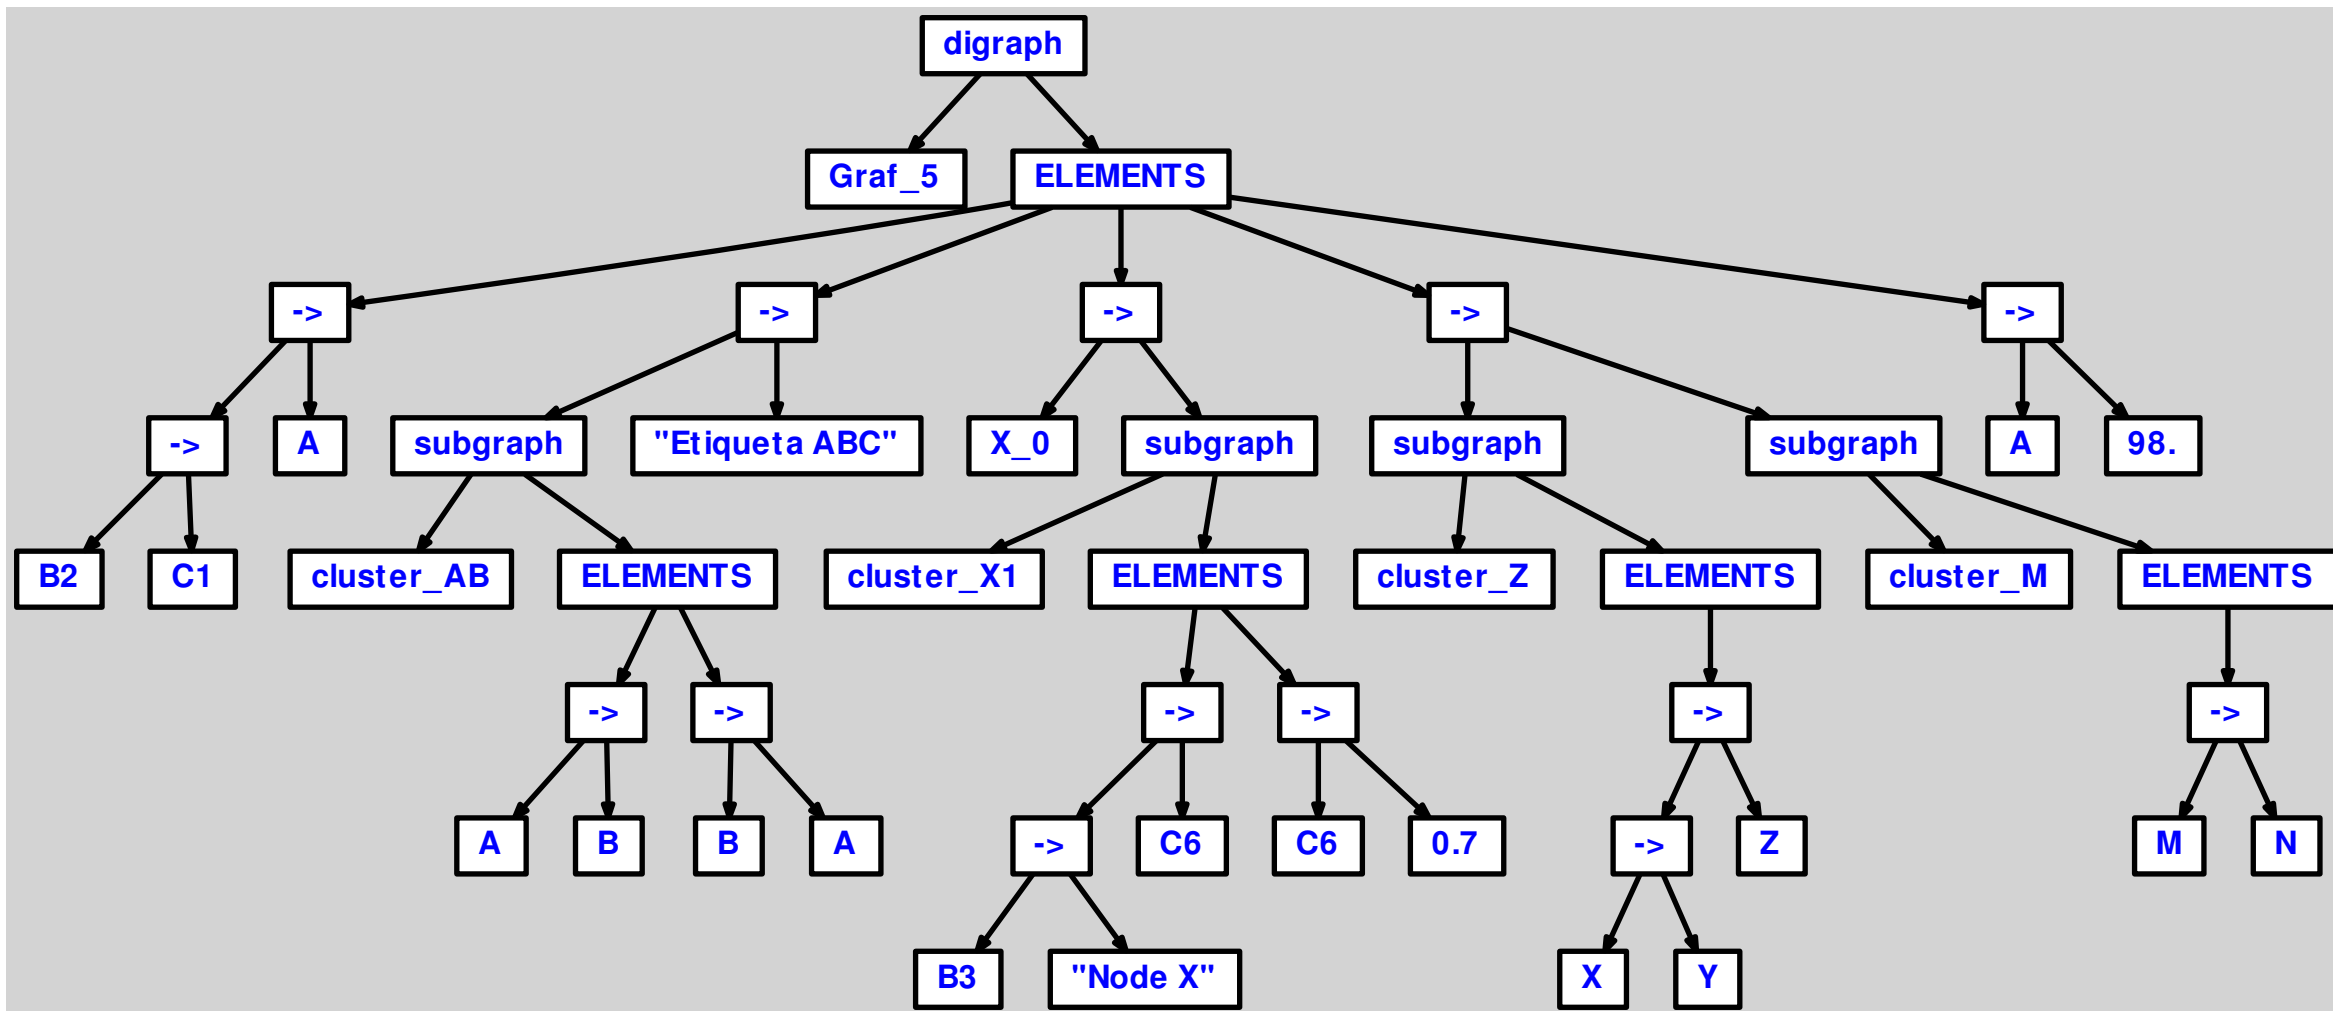 digraph
Graf_5 ELEMENTS
-> -> -> -> ->
-> A subgraph "Etiqueta ABC" X_0 subgraph subgraph subgraph A 98.
B2 C1 cluster_AB ELEMENTS cluster_X1 ELEMENTS cluster_Z ELEMENTS cluster_M ELEMENTS
-> -> -> -> -> ->
A B B A -> C6 C6 0.7 -> Z M N
B3 "Node X" X Y